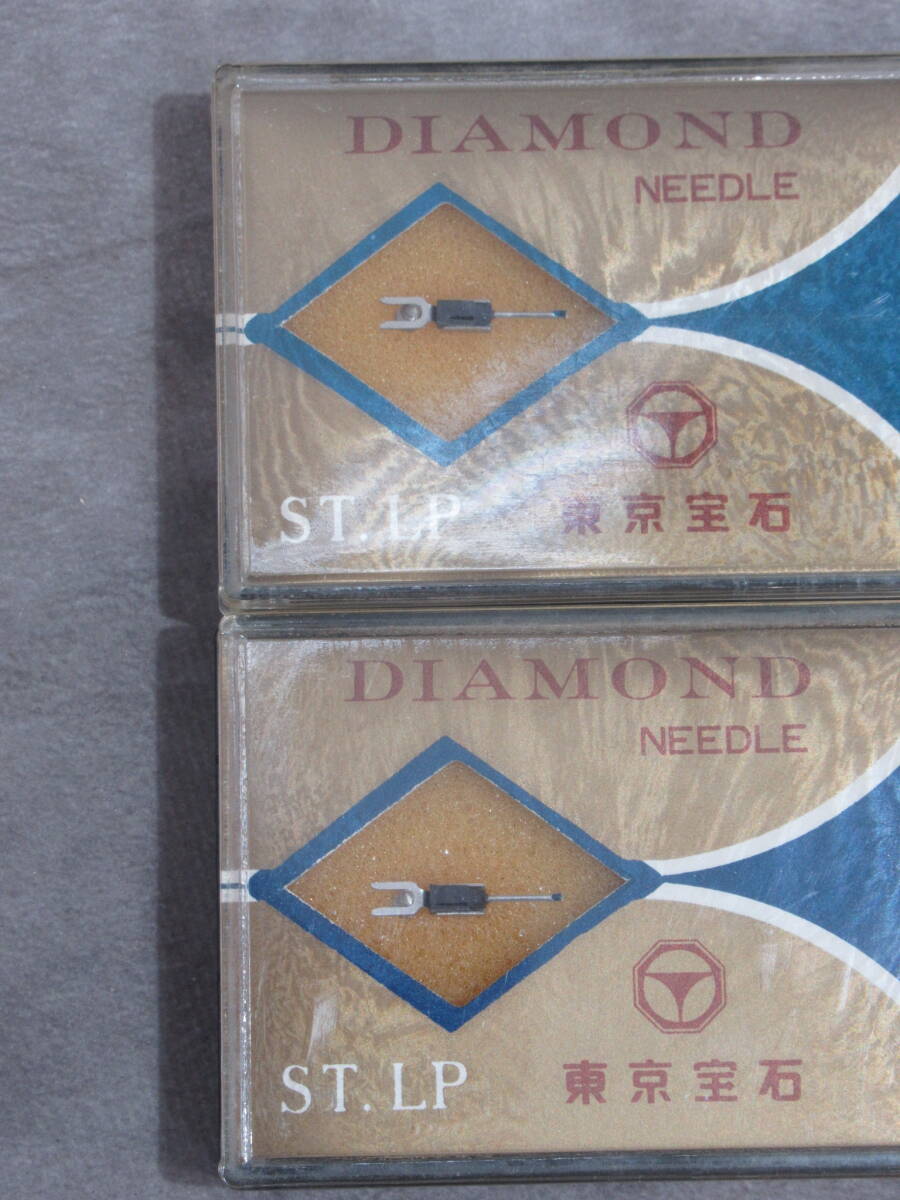 DIAMOND
NEEDLE
ST. LP
東京宝石
DIAMOND
NEEDLE
ST. LP
東京宝石